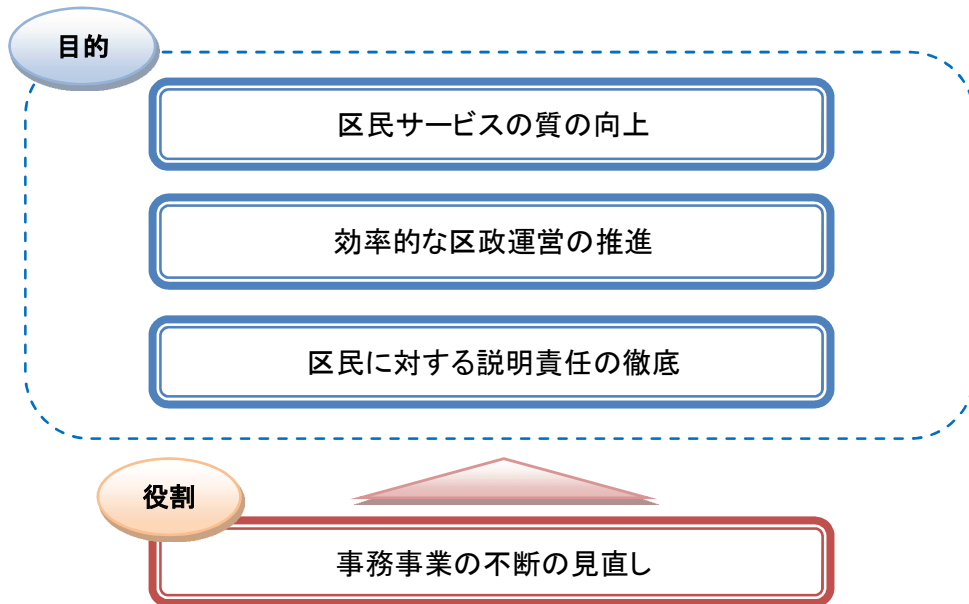 目的
区民サービスの質の向上
効率的な区政運営の推進
区民に対する説明責任の徹底
役割
事務事業の不断の見直し